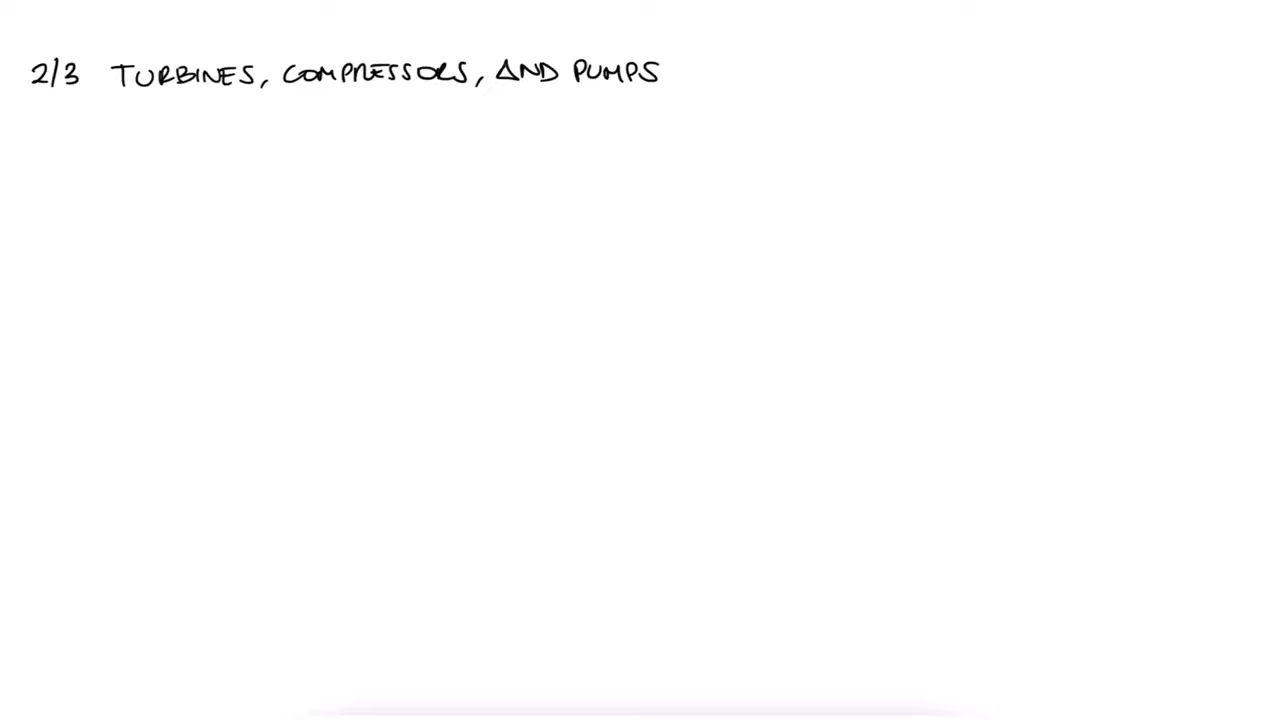 2/3 TURBINES, COMPRESSORS, AND PUMPS